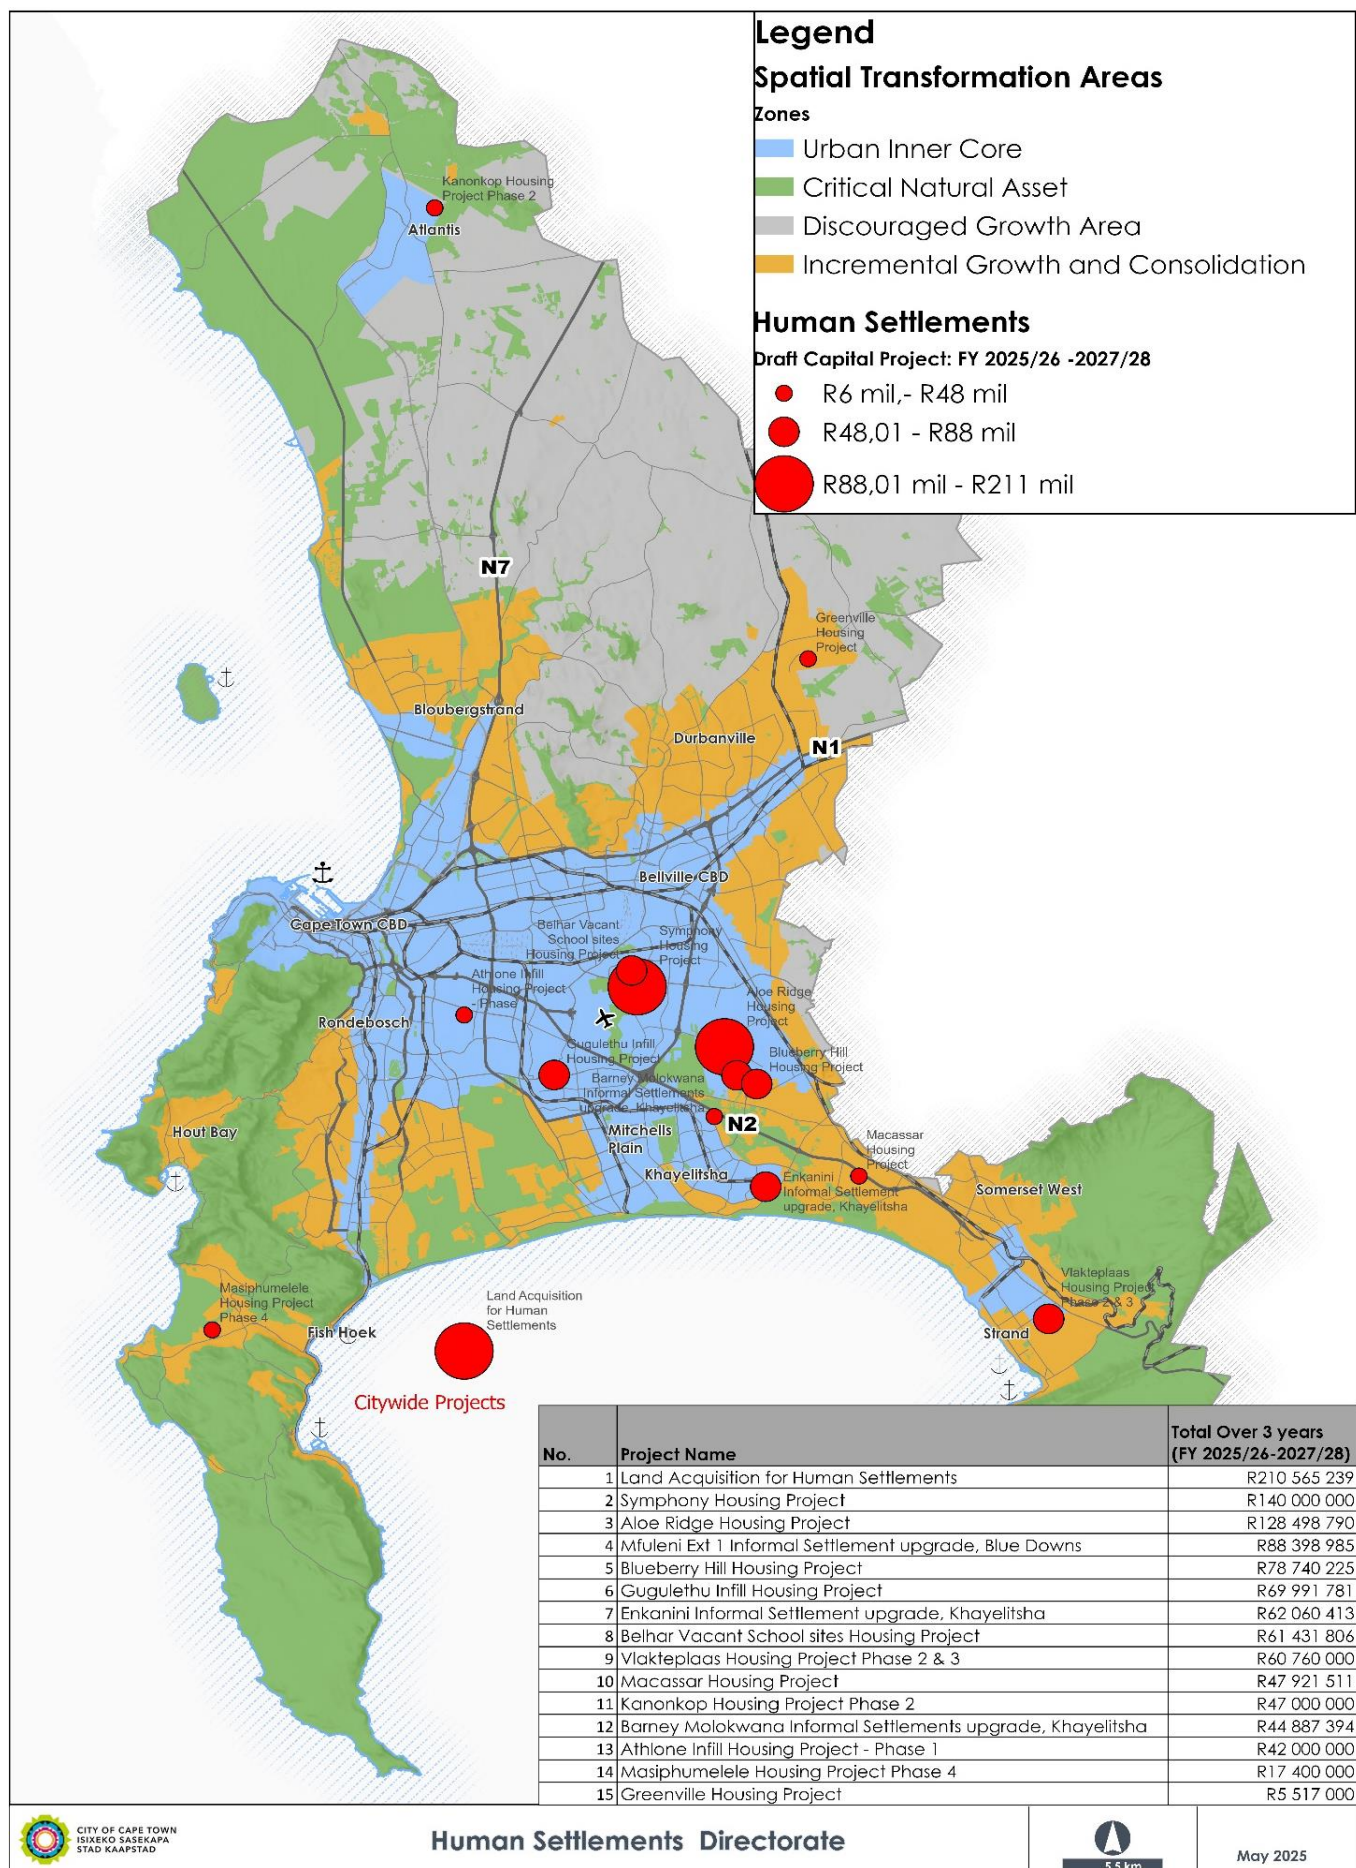 Legend
Spatial Transformation Areas
Zones
Urban Inner Core
Critical Natural Asset
Discouraged Growth Area
Incremental Growth and Consolidation
Human Settlements
Draft Capital Project: FY 2025/26 -2027/28
R6 mil,- R48 mil
R48,01 - R88 mil
R88,01 mil - R211 mil
Kanonkop Housing
Project Phase 2
Atlantis
N7
Greenville
Housing
Project
Bloubergstrand
Durbanville
N1
Bellville CBD
Cape Town CBD
Belhar Vacant
School sites
Housing Project
Symphony
Housing
Project
Athlone Infill
Housing Project
- Phase
Aloe Ridge
Housing
Project
Rondebosch
Gugulethu Infill
Housing Project
Blueberry Hill
Housing Project
Barney Molokwana
Informal Settlements
upgrade, Khayelitsha
N2
Hout Bay
Mitchells
Plain
Macassar
Housing
Project
Khayelitsha
Enkanini
Informal Settlement
upgrade, Khayelitsha
Somerset West
Vlakteplaas
Housing Project
Phase 2 & 3
Masiphumelele
Housing Project
Phase 4
Land Acquisition
for Human
Settlements
Fish Hoek
Strand
Citywide Projects
No. Project Name Total Over 3 years (FY 2025/26-2027/28)
1 Land Acquisition for Human Settlements R210 565 239
2 Symphony Housing Project R140 000 000
3 Aloe Ridge Housing Project R128 498 790
4 Mfuleni Ext 1 Informal Settlement upgrade, Blue Downs R88 398 985
5 Blueberry Hill Housing Project R78 740 225
6 Gugulethu Infill Housing Project R69 991 781
7 Enkanini Informal Settlement upgrade, Khayelitsha R62 060 413
8 Belhar Vacant School sites Housing Project R61 431 806
9 Vlakteplaas Housing Project Phase 2 & 3 R60 760 000
10 Macassar Housing Project R47 921 511
11 Kanonkop Housing Project Phase 2 R47 000 000
12 Barney Molokwana Informal Settlements upgrade, Khayelitsha R44 887 394
13 Athlone Infill Housing Project - Phase 1 R42 000 000
14 Masiphumelele Housing Project Phase 4 R17 400 000
15 Greenville Housing Project R5 517 000
CITY OF CAPE TOWN
ISIXEKO SASEKAPA
STAD KAAPSTAD
Human Settlements Directorate
5.5 km
May 2025